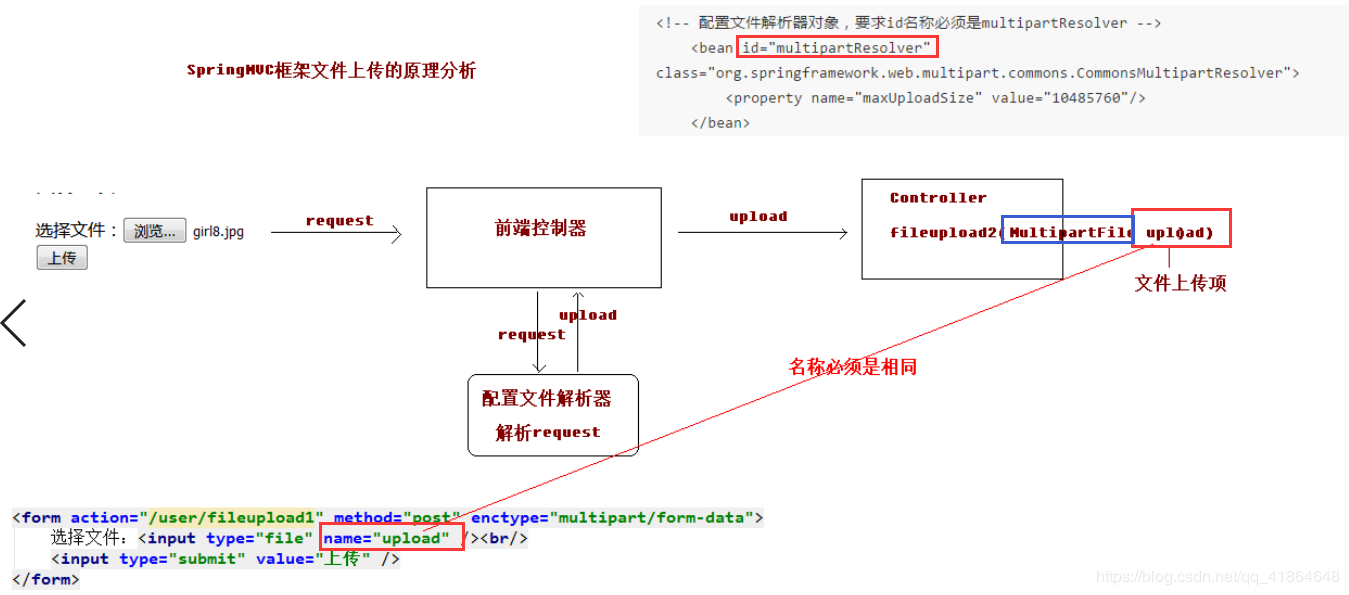 <!-- 配置文件解析器对象，要求id名称必须是multipartResolver -->
<bean id="multipartResolver"
class="org.springframework.web.multipart.commons.CommonsMultipartResolver">
<property name="maxUploadSize" value="10485760"/>
</bean>
SpringMVC框架文件上传的原理分析
选择文件： 浏览... girl8.jpg
上传
request
前端控制器
upload
Controller
fileupload2(MultipartFile upload)
文件上传项
upload
request
名称必须是相同
配置文件解析器
解析request
<form action="/user/fileupload1" method="post" enctype="multipart/form-data">
选择文件：<input type="file" name="upload" /><br/>
<input type="submit" value="上传" />
</form>
https://blog.csdn.net/qq_41864648